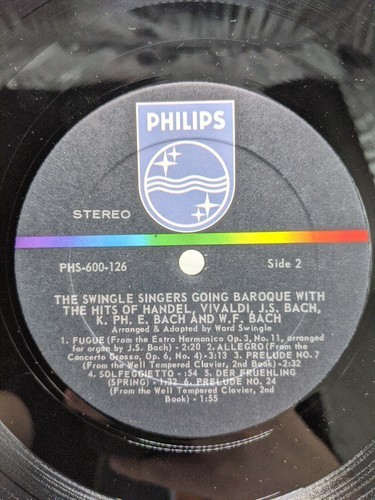 PHILIPS
STEREO
PHS-600-126 Side 2
THE SWINGLE SINGERS GOING BAROQUE WITH
THE HITS OF HANDEL, VIVALDI, J.S. BACH,
K. PH. E. BACH AND W.F. BACH
Arranged & Adapted by Ward Swingle
1. FUGUE (From the Estro Harmonico Op. 3, No. 11, arranged
for organ by J.S. Bach) - 2:20 2. ALLEGRO (From the
Concerto Grosso, Op. 6, No. 4)-3:13 3. PRELUDE NO. 7
(From the Well Tempered Clavier, 2nd Book) - 2:32
4. SOLFEGGIETTO - :54 5. DER FRUEHLING
(SPRING) - 1:32 6. PRELUDE NO. 24
(From the Well Tempered Clavier, 2nd Book)
- 1:55